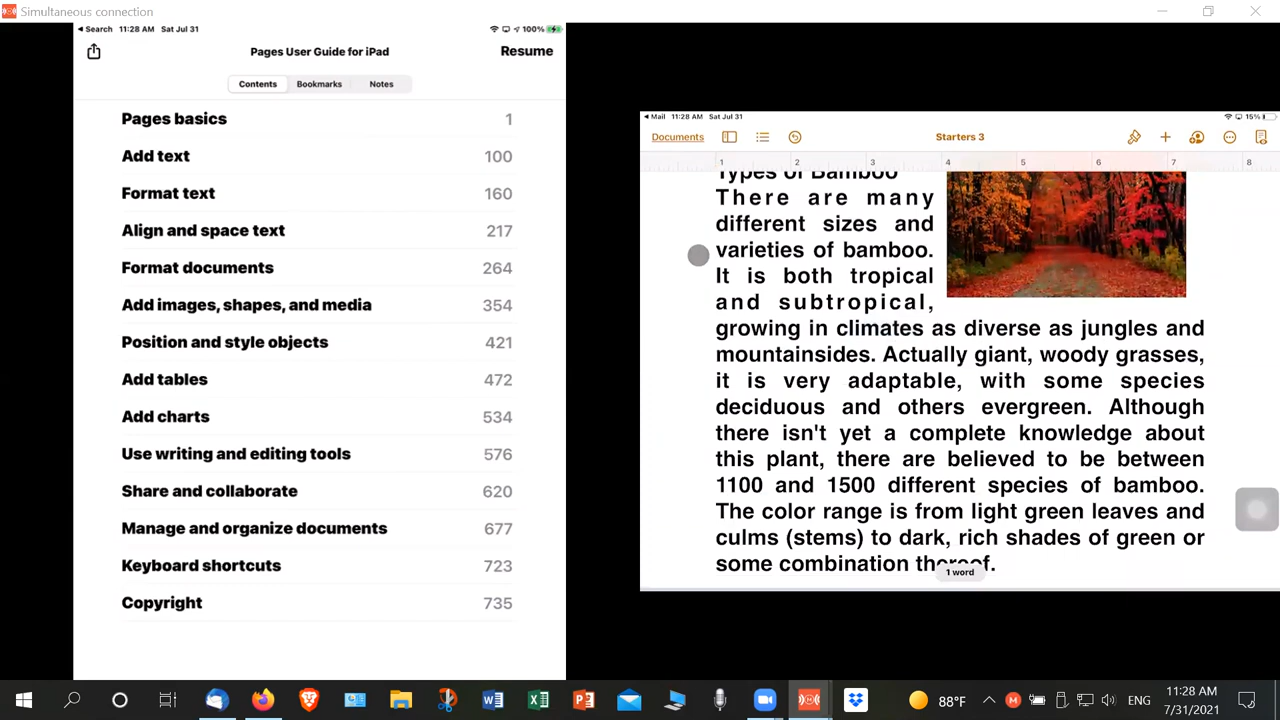 Simultaneous connection
Search 11:28 AM Sat Jul 31
100%
Pages User Guide for iPad
Resume
Contents
Bookmarks
Notes
Pages basics 1
Add text 100
Format text 160
Align and space text 217
Format documents 264
Add images, shapes, and media 354
Position and style objects 421
Add tables 472
Add charts 534
Use writing and editing tools 576
Share and collaborate 620
Manage and organize documents 677
Keyboard shortcuts 723
Copyright 735
Mail 11:28 AM Sat Jul 31
15%
Documents
Starters 3
1 2 3 4 5 6 7 8
Types of Bamboo
There are many
different sizes and
varieties of bamboo.
It is both tropical
and subtropical,
growing in climates as diverse as jungles and
mountainsides. Actually giant, woody grasses,
it is very adaptable, with some species
deciduous and others evergreen. Although
there isn't yet a complete knowledge about
this plant, there are believed to be between
1100 and 1500 different species of bamboo.
The color range is from light green leaves and
culms (stems) to dark, rich shades of green or
some combination thereof.
1 word
88°F
ENG
11:28 AM
7/31/2021